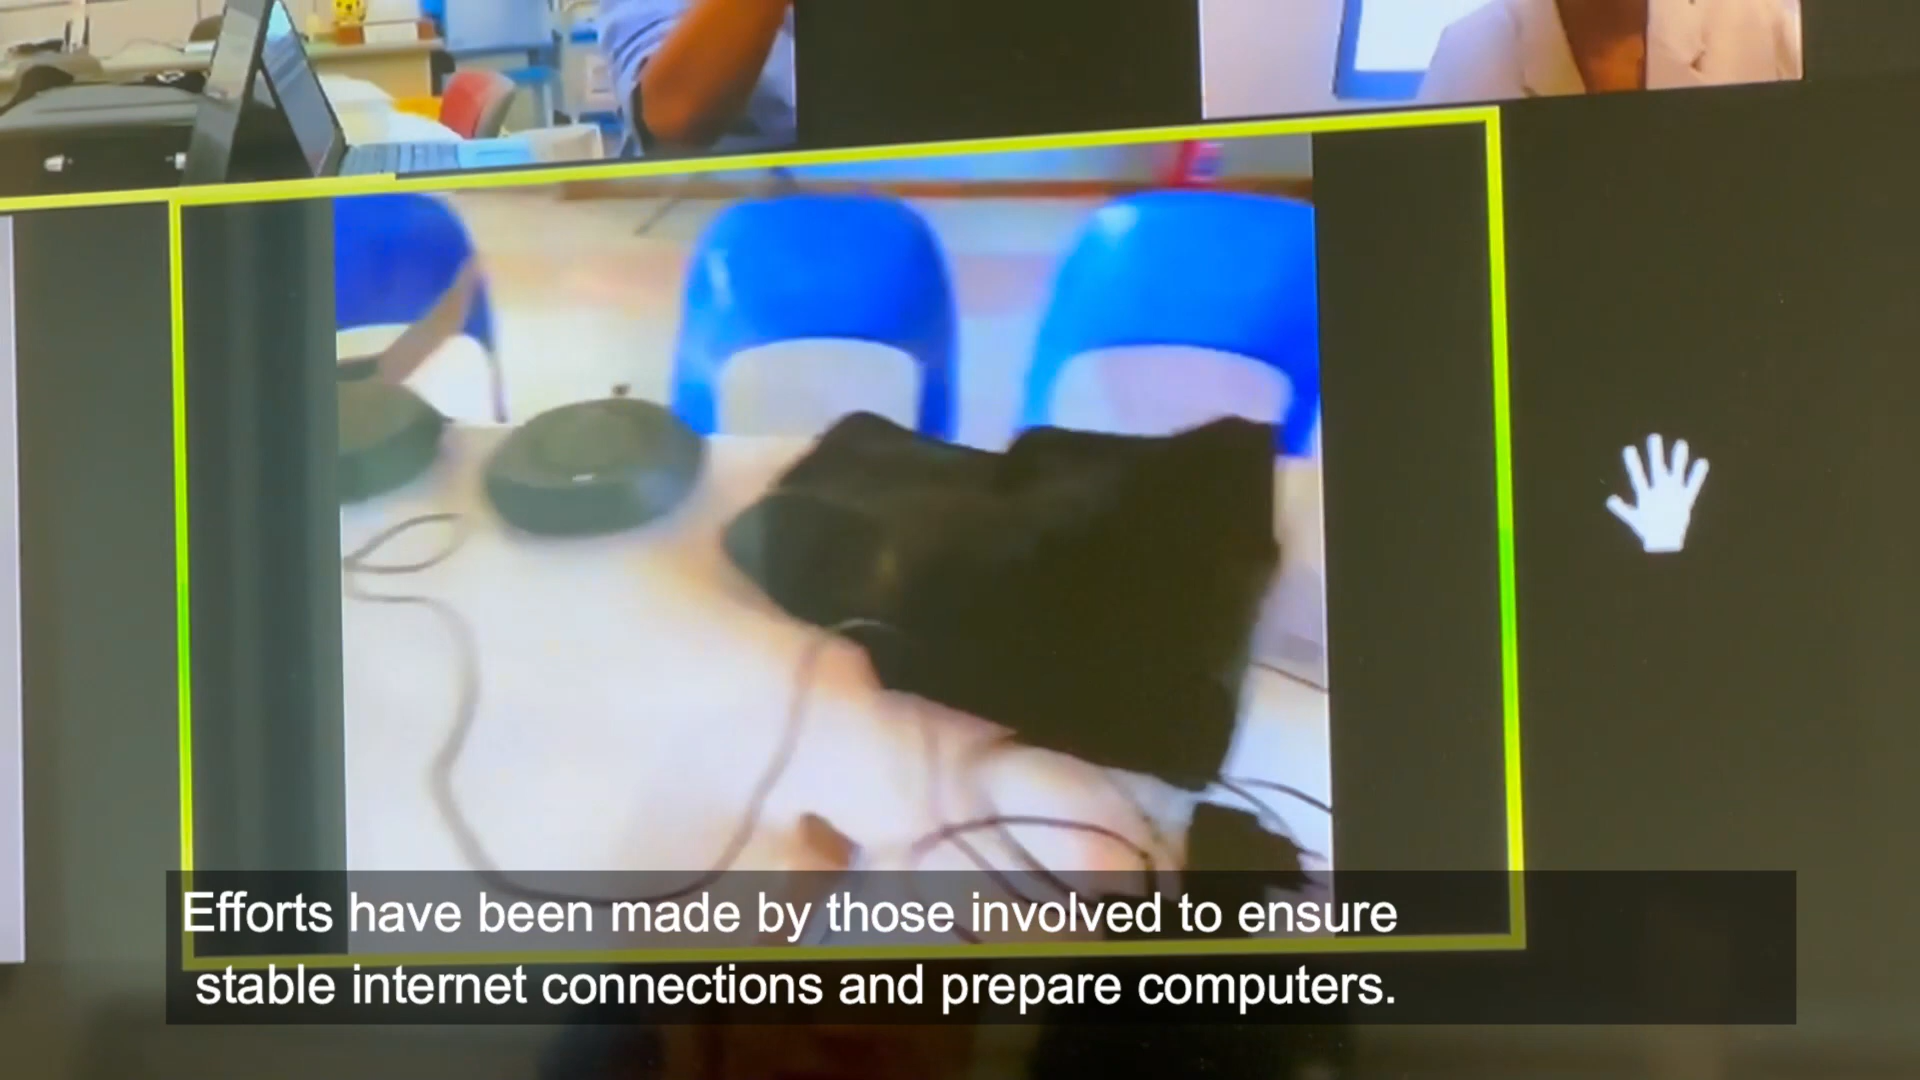 Efforts have been made by those involved to ensure
stable internet connections and prepare computers.